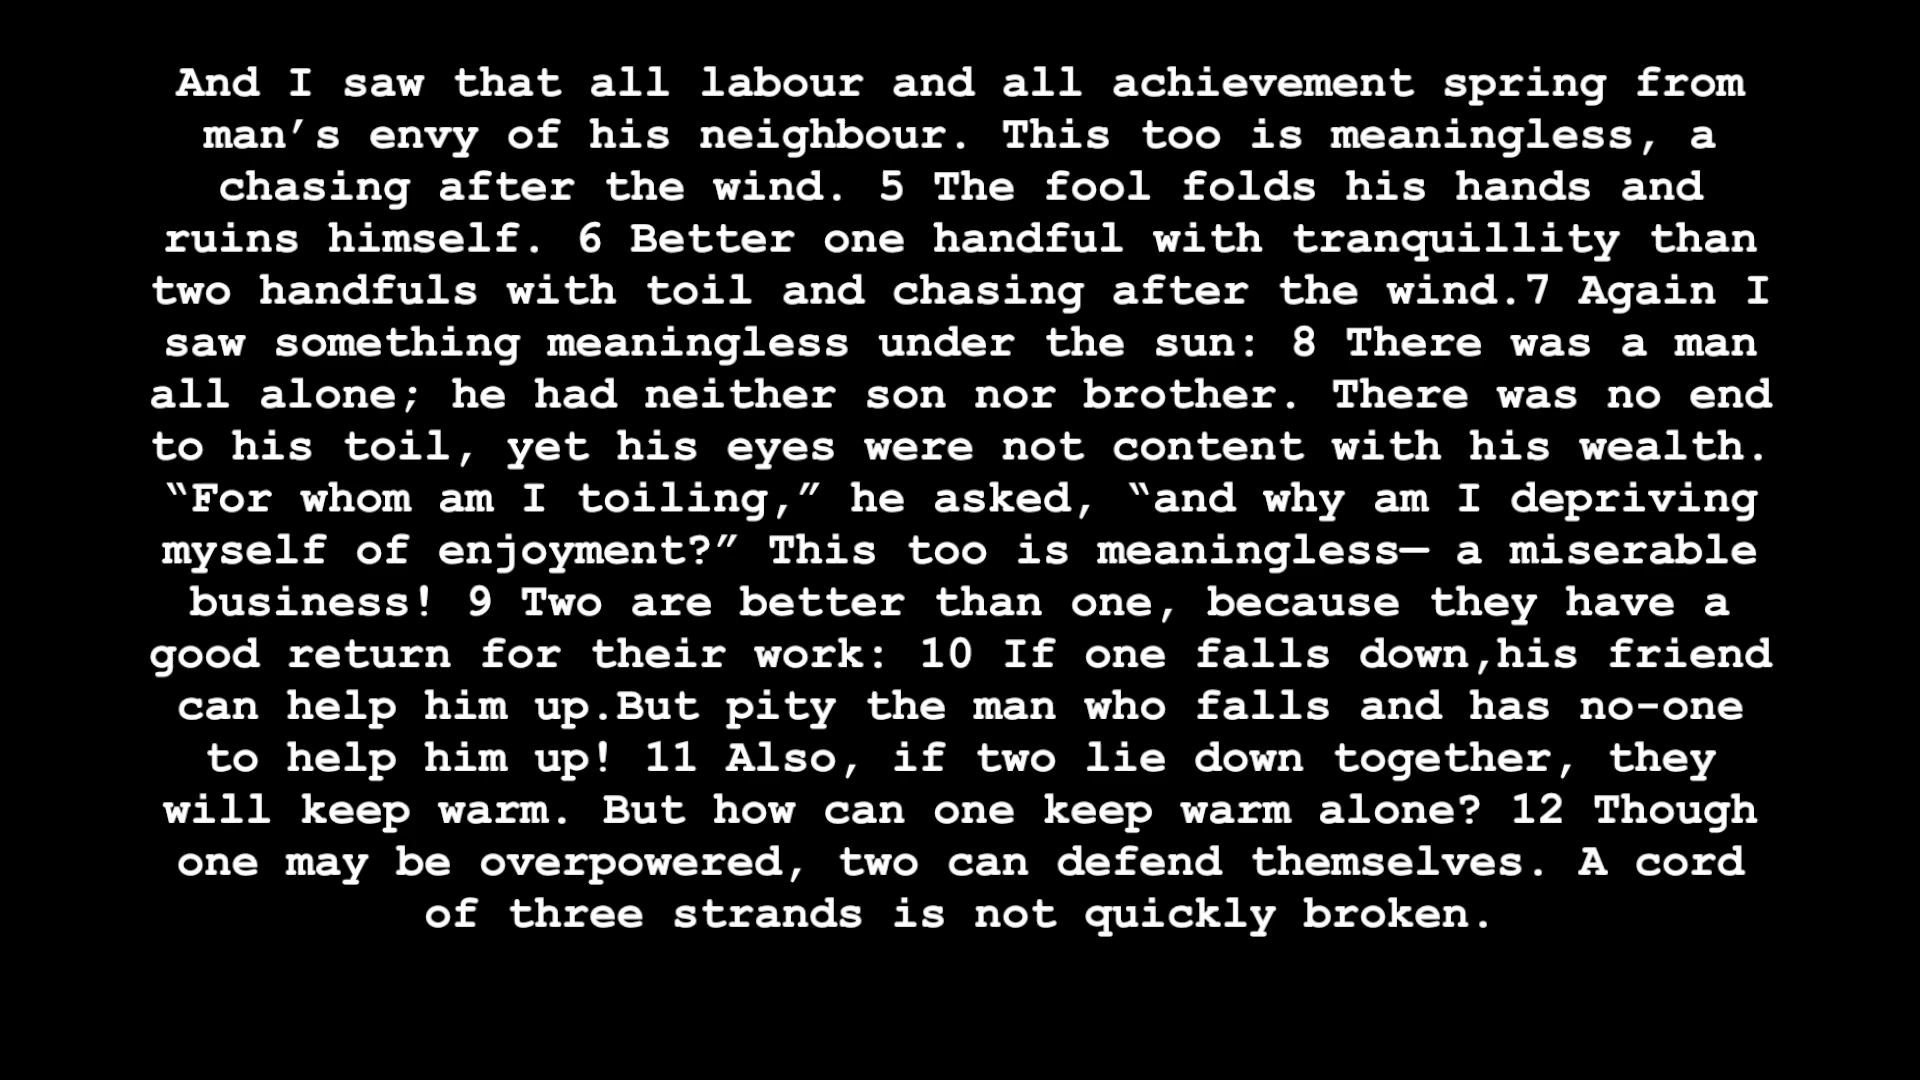 And I saw that all labour and all achievement spring from
man’s envy of his neighbour. This too is meaningless, a
chasing after the wind. 5 The fool folds his hands and
ruins himself. 6 Better one handful with tranquillity than
two handfuls with toil and chasing after the wind.7 Again I
saw something meaningless under the sun: 8 There was a man
all alone; he had neither son nor brother. There was no end
to his toil, yet his eyes were not content with his wealth.
“For whom am I toiling,” he asked, “and why am I depriving
myself of enjoyment?” This too is meaningless— a miserable
business! 9 Two are better than one, because they have a
good return for their work: 10 If one falls down,his friend
can help him up.But pity the man who falls and has no-one
to help him up! 11 Also, if two lie down together, they
will keep warm. But how can one keep warm alone? 12 Though
one may be overpowered, two can defend themselves. A cord
of three strands is not quickly broken.